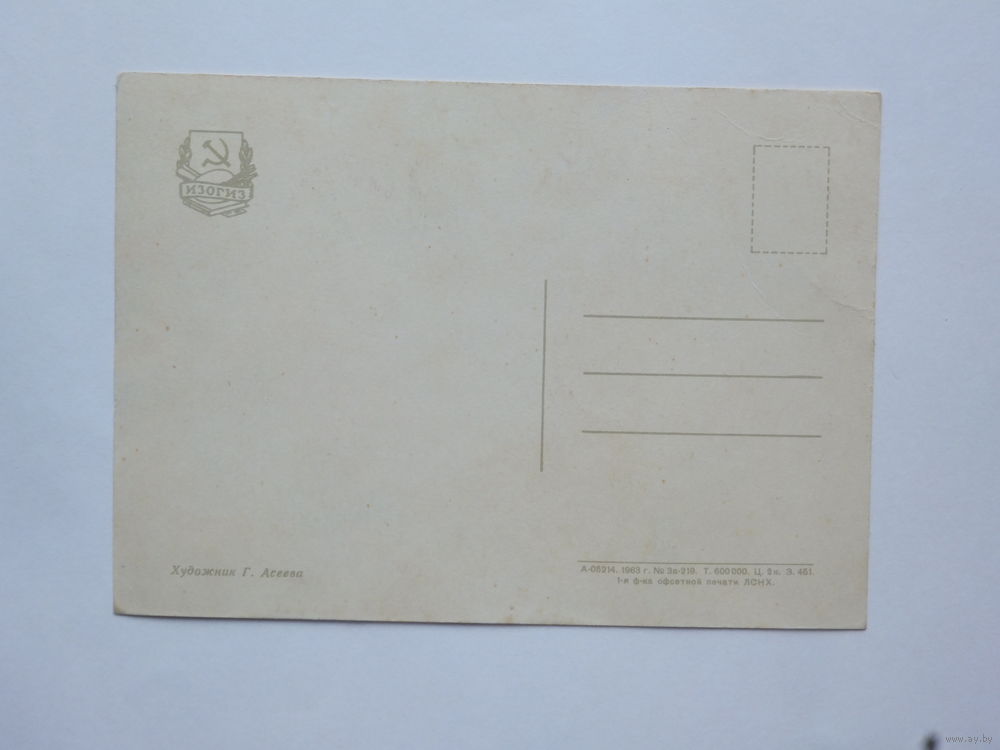 ИЗОГИЗ
Художник Г. Асеева
А-05214. 1963 г. № 3а-219. Т. 600 000. Ц. 2 к. З. 451.
1-я ф-ка офсетной печати ЛСНХ.
www.ay.by